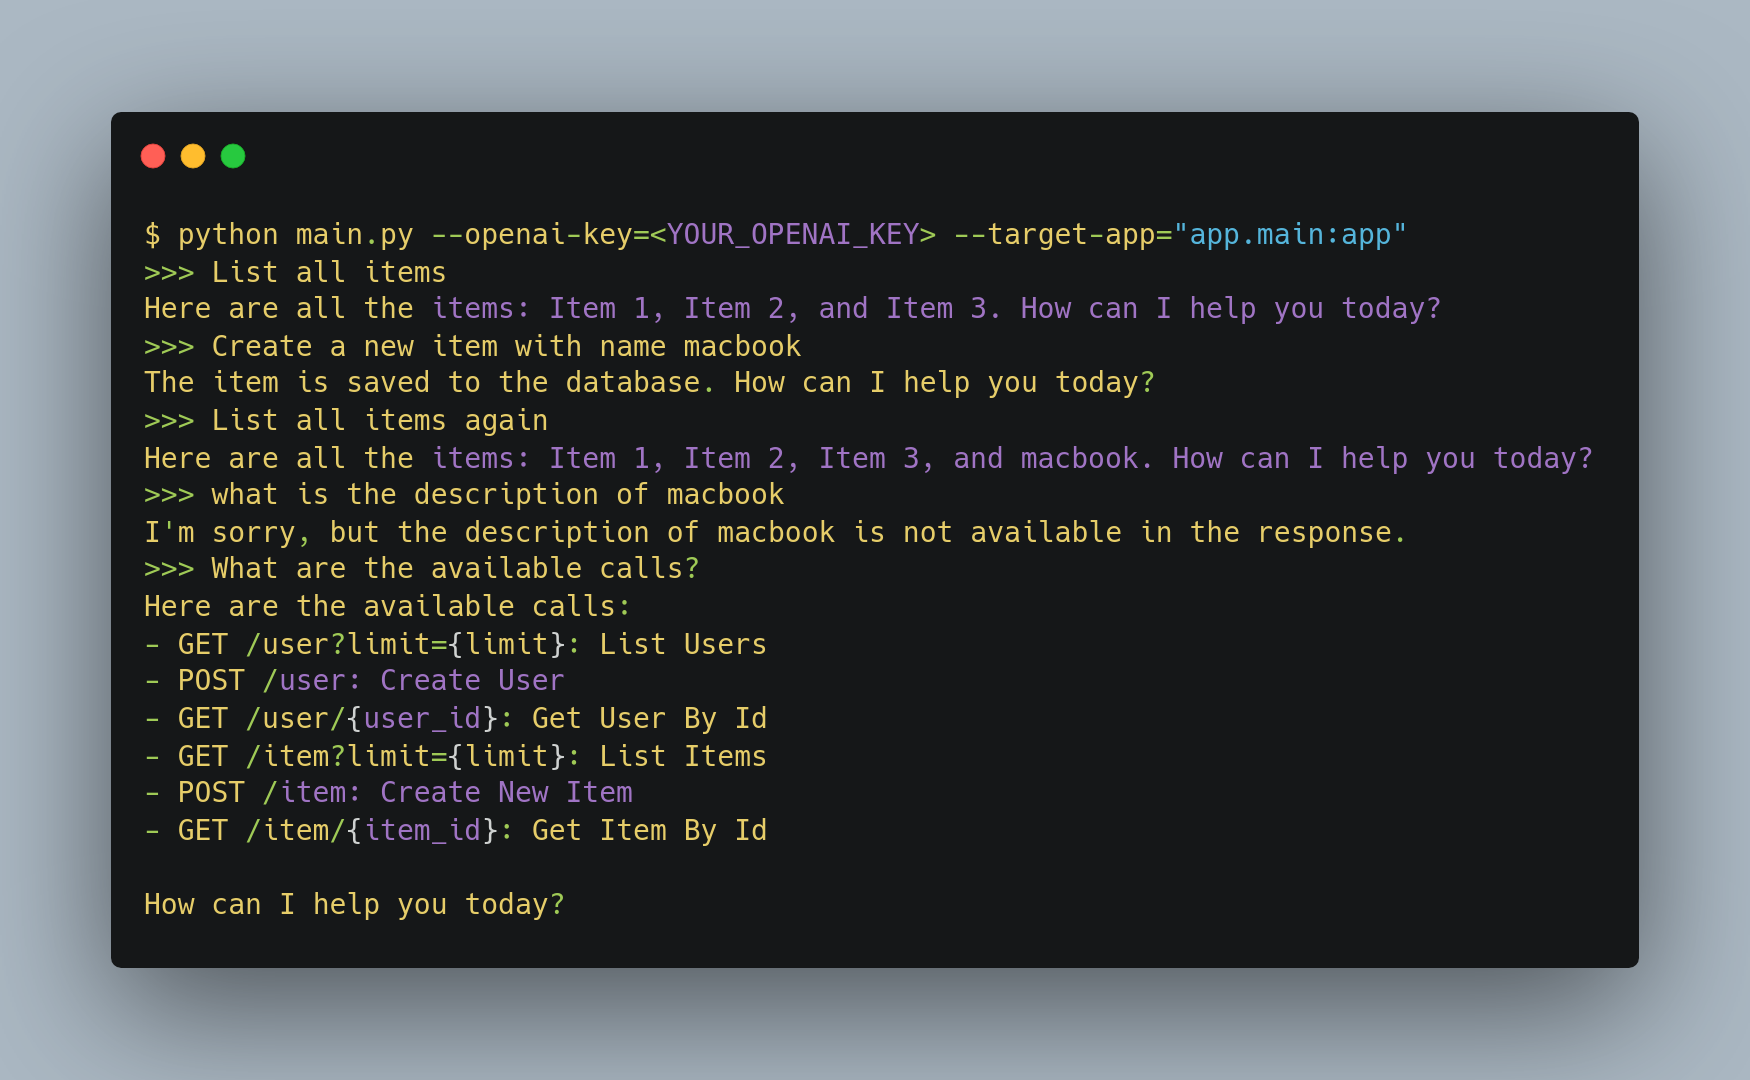 $ python main.py --openai-key=<YOUR_OPENAI_KEY> --target-app="app.main:app"
>>> List all items
Here are all the items: Item 1, Item 2, and Item 3. How can I help you today?
>>> Create a new item with name macbook
The item is saved to the database. How can I help you today?
>>> List all items again
Here are all the items: Item 1, Item 2, Item 3, and macbook. How can I help you today?
>>> what is the description of macbook
I'm sorry, but the description of macbook is not available in the response.
>>> What are the available calls?
Here are the available calls:
- GET /user?limit={limit}: List Users
- POST /user: Create User
- GET /user/{user_id}: Get User By Id
- GET /item?limit={limit}: List Items
- POST /item: Create New Item
- GET /item/{item_id}: Get Item By Id
How can I help you today?